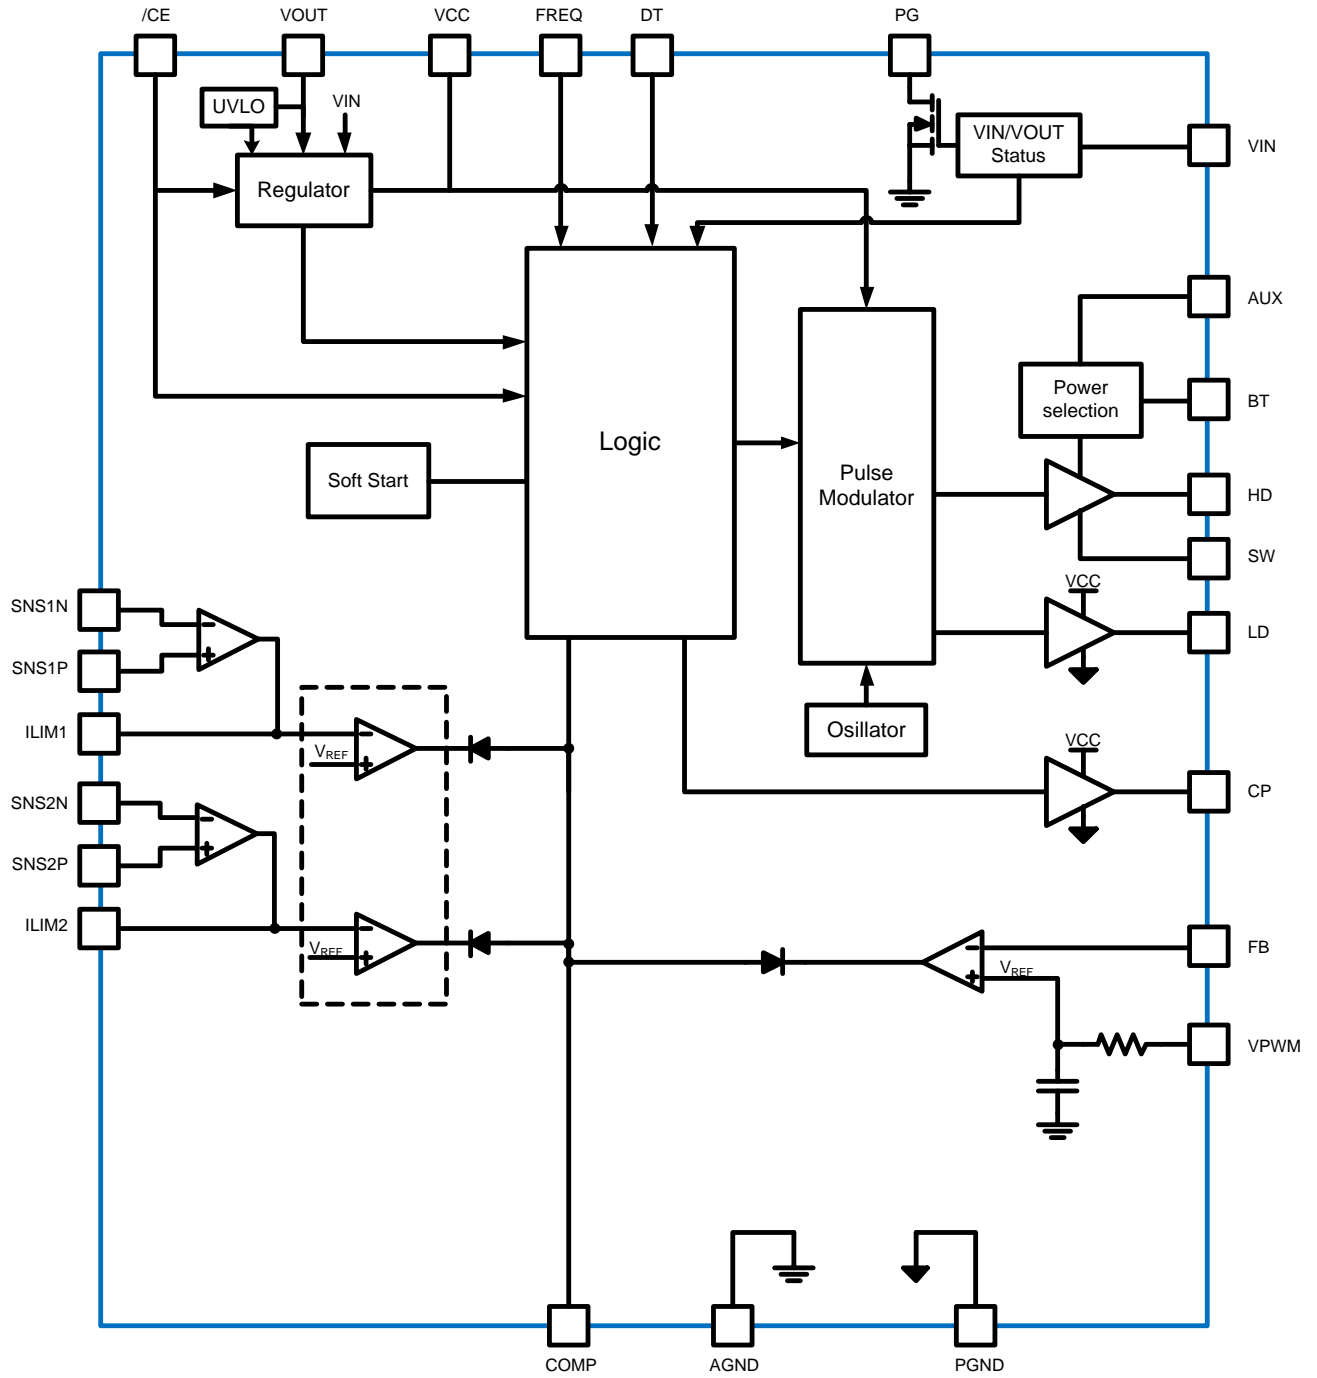 /CE
VOUT
VCC
FREQ
DT
PG
UVLO
VIN
VIN/VOUT
Status
VIN
Regulator
AUX
Power
selection
BT
Logic
Soft Start
Pulse
Modulator
HD
SW
VCC
LD
SNS1N
SNS1P
ILIM1
VREF
Osillator
VCC
CP
SNS2N
SNS2P
ILIM2
VREF
FB
VREF
VPWM
COMP
AGND
PGND